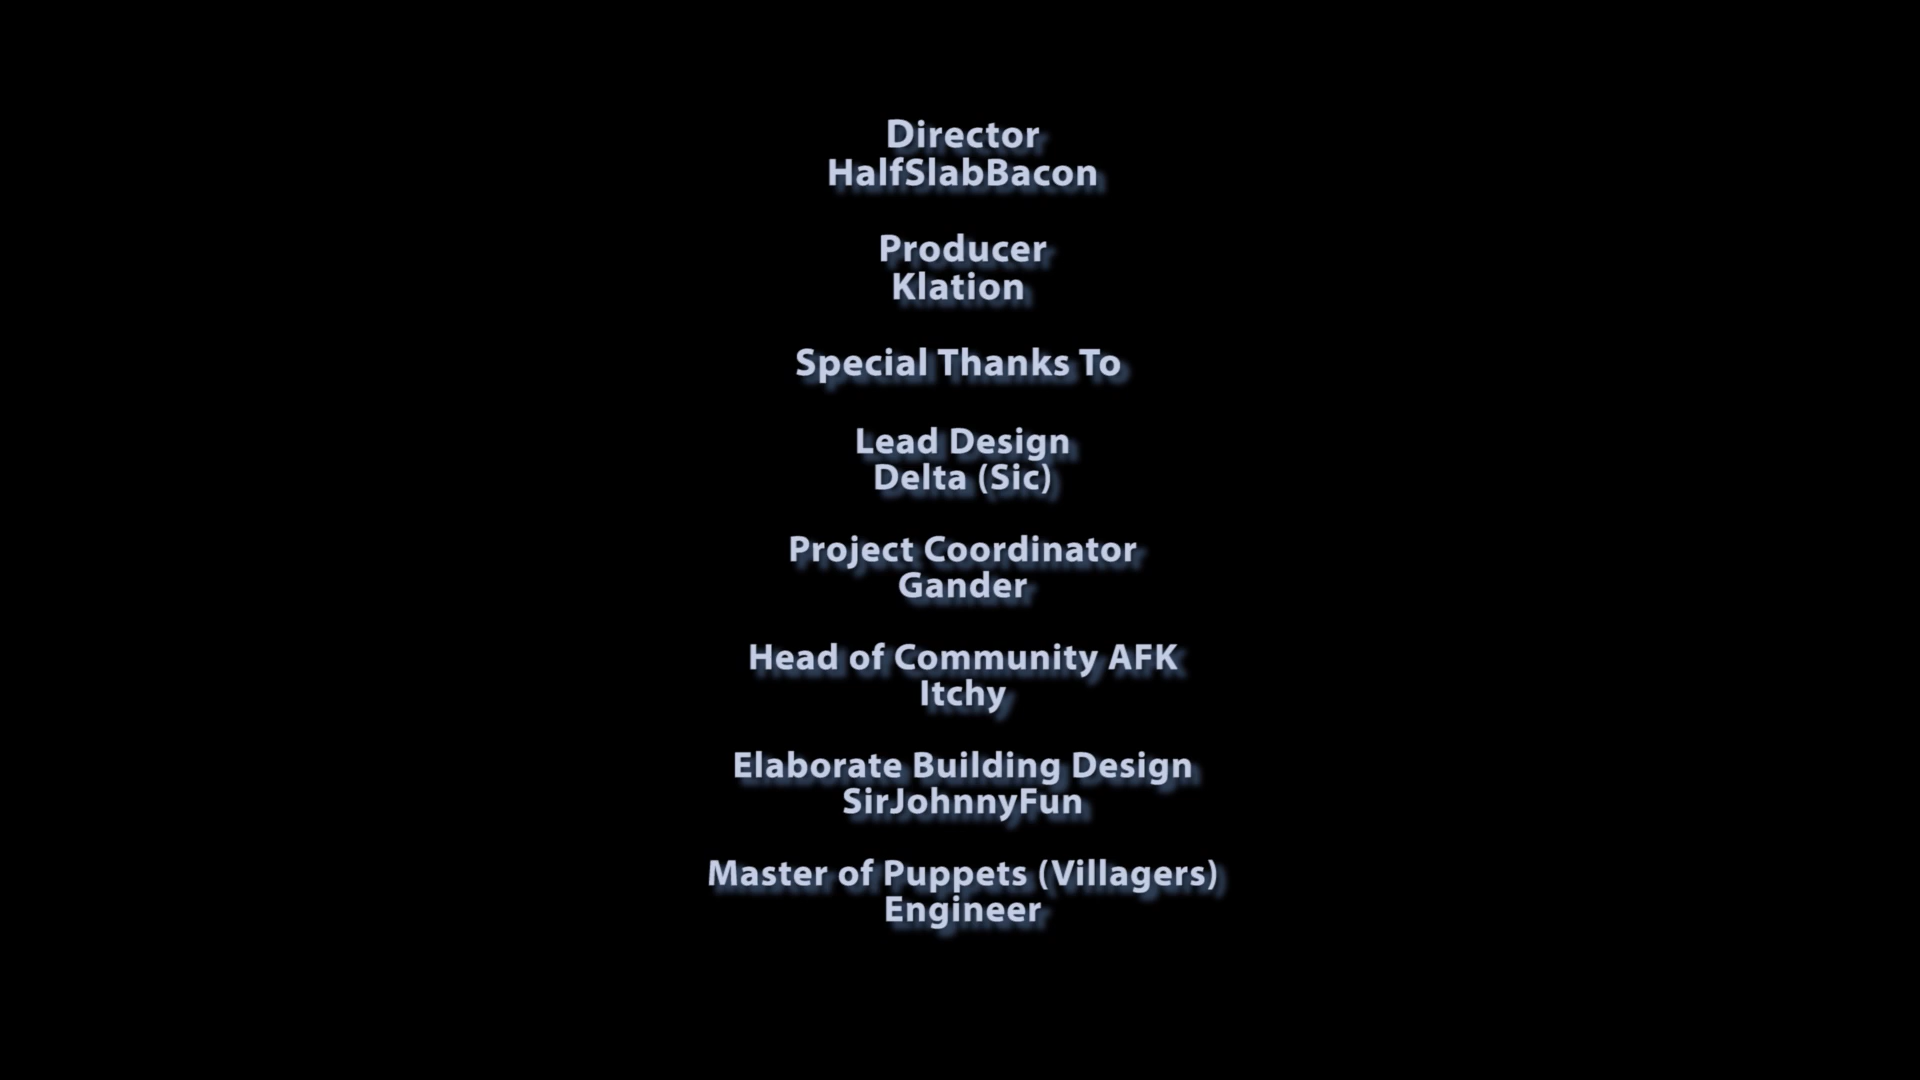 Director
HalfSlabBacon
Producer
Klation
Special Thanks To
Lead Design
Delta (Sic)
Project Coordinator
Gander
Head of Community AFK
Itchy
Elaborate Building Design
SirJohnnyFun
Master of Puppets (Villagers)
Engineer